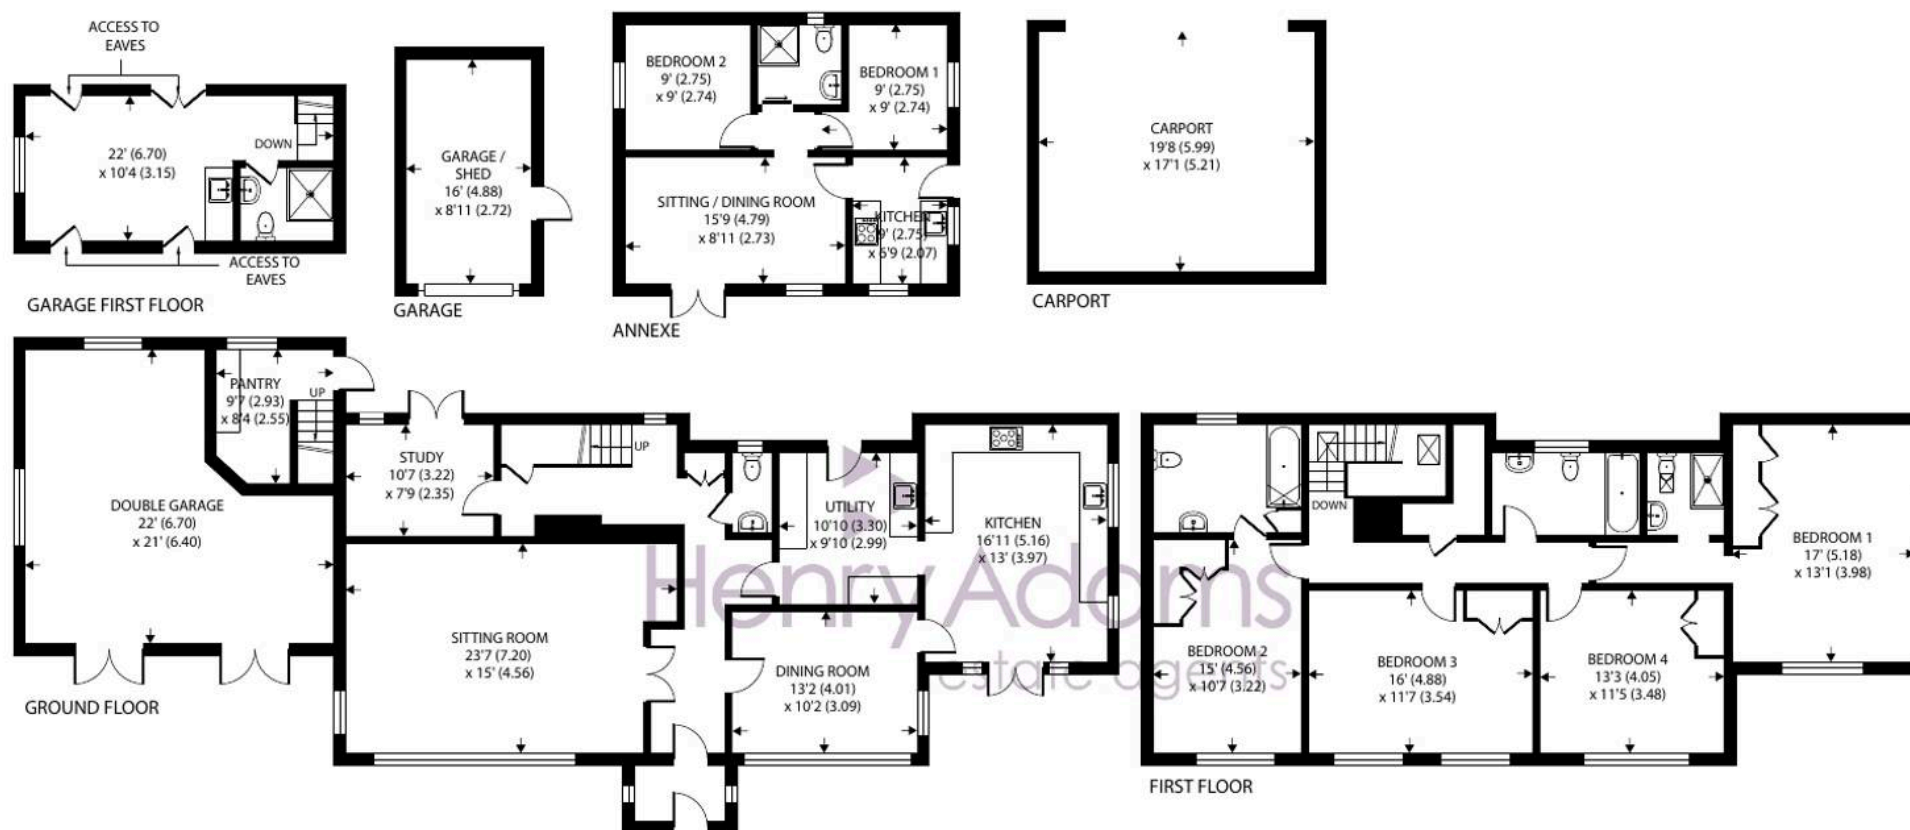 ACCESS TO
EAVES
22' (6.70)
x 10'4 (3.15)
DOWN
ACCESS TO
EAVES
GARAGE FIRST FLOOR
GARAGE /
SHED
16' (4.88)
x 8'11 (2.72)
GARAGE
BEDROOM 2
9' (2.75)
x 9' (2.74)
BEDROOM 1
9' (2.75)
x 9' (2.74)
SITTING / DINING ROOM
15'9 (4.79)
x 8'11 (2.73)
KITCHEN
9' (2.75)
x 6'9 (2.07)
ANNEXE
CARPORT
19'8 (5.99)
x 17'1 (5.21)
CARPORT
PANTRY
9'7 (2.93)
x 8'4 (2.55)
UP
DOUBLE GARAGE
22' (6.70)
x 21' (6.40)
GROUND FLOOR
STUDY
10'7 (3.22)
x 7'9 (2.35)
UP
SITTING ROOM
23'7 (7.20)
x 15' (4.56)
UTILITY
10'10 (3.30)
x 9'10 (2.99)
KITCHEN
16'11 (5.16)
x 13' (3.97)
DINING ROOM
13'2 (4.01)
x 10'2 (3.09)
Henry Adams
estate agents
DOWN
BEDROOM 1
17' (5.18)
x 13'1 (3.98)
BEDROOM 2
15' (4.56)
x 10'7 (3.22)
BEDROOM 3
16' (4.88)
x 11'7 (3.54)
BEDROOM 4
13'3 (4.05)
x 11'5 (3.48)
FIRST FLOOR